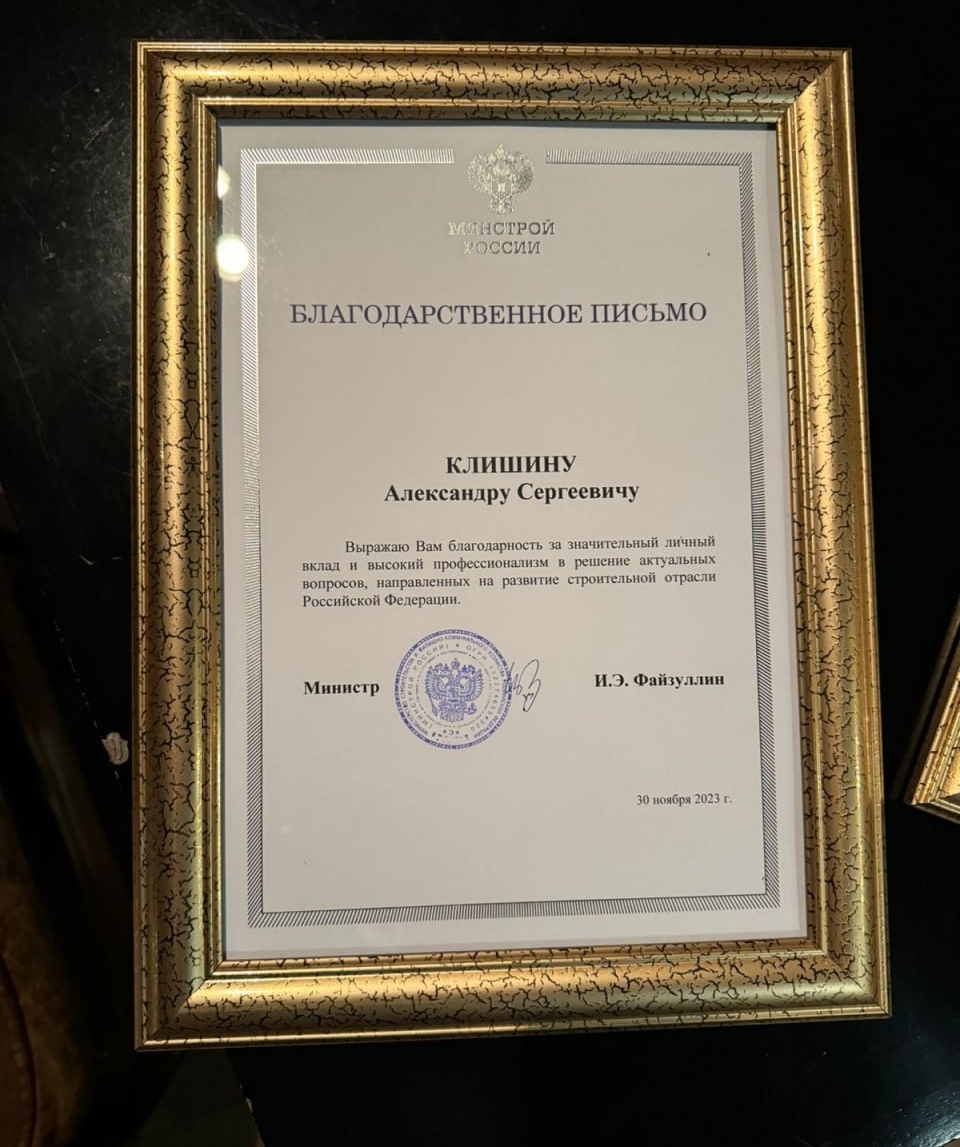 МИНСТРОЙ
РОССИИ
БЛАГОДАРСТВЕННОЕ ПИСЬМО
КЛИШИНУ
Александру Сергеевичу
Выражаю Вам благодарность за значительный личный
вклад и высокий профессионализм в решение актуальных
вопросов, направленных на развитие строительной отрасли
Российской Федерации.
Министр
И.Э. Файзуллин
30 ноября 2023 г.